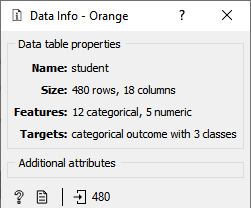 Data Info - Orange
Data table properties
Name: student
Size: 480 rows, 18 columns
Features: 12 categorical, 5 numeric
Targets: categorical outcome with 3 classes
Additional attributes
480